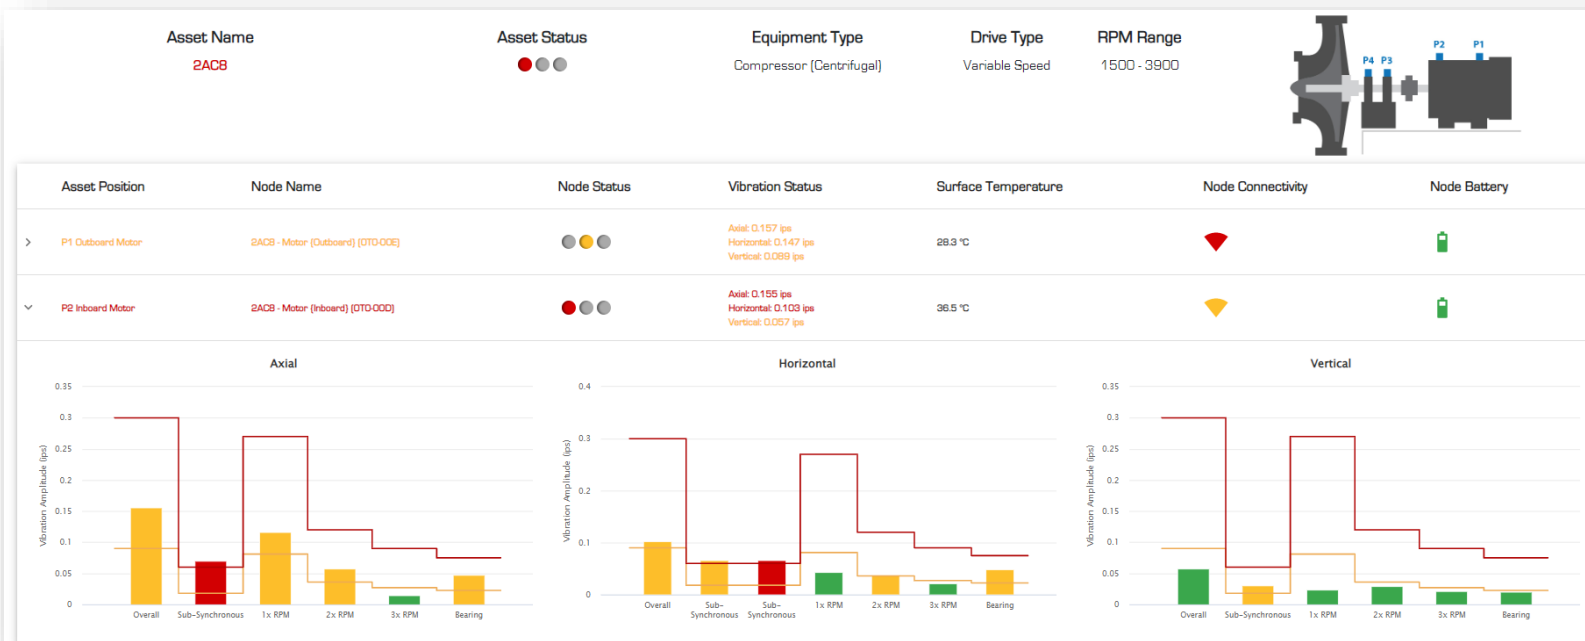 Asset Name
Asset Status
Equipment Type
Drive Type
RPM Range
2AC8
Compressor (Centrifugal)
Variable Speed
1500 - 3900
P2
P1
P4
P3
Asset Position
Node Name
Node Status
Vibration Status
Surface Temperature
Node Connectivity
Node Battery
P1 Outboard Motor
2AC8 - Motor (Outboard) (0T0-00E)
Axial: 0.157 ips
Horizontal: 0.147 ips
Vertical: 0.089 ips
28.3 °C
P2 Inboard Motor
2AC8 - Motor (Inboard) (0T0-00D)
Axial: 0.155 ips
Horizontal: 0.103 ips
Vertical: 0.057 ips
36.5 °C
Axial
Vibration Amplitude (ips)
0.35
0.3
0.25
0.2
0.15
0.1
0.05
0
Overall
Sub-Synchronous
1x RPM
2x RPM
3x RPM
Bearing
Horizontal
Vibration Amplitude (ips)
0.4
0.3
0.2
0.1
0
Overall
Sub-
Synchronous
Sub-
Synchronous
1x RPM
2x RPM
3x RPM
Bearing
Vertical
Vibration Amplitude (ips)
0.35
0.3
0.25
0.2
0.15
0.1
0.05
0
Overall
Sub-Synchronous
1x RPM
2x RPM
3x RPM
Bearing